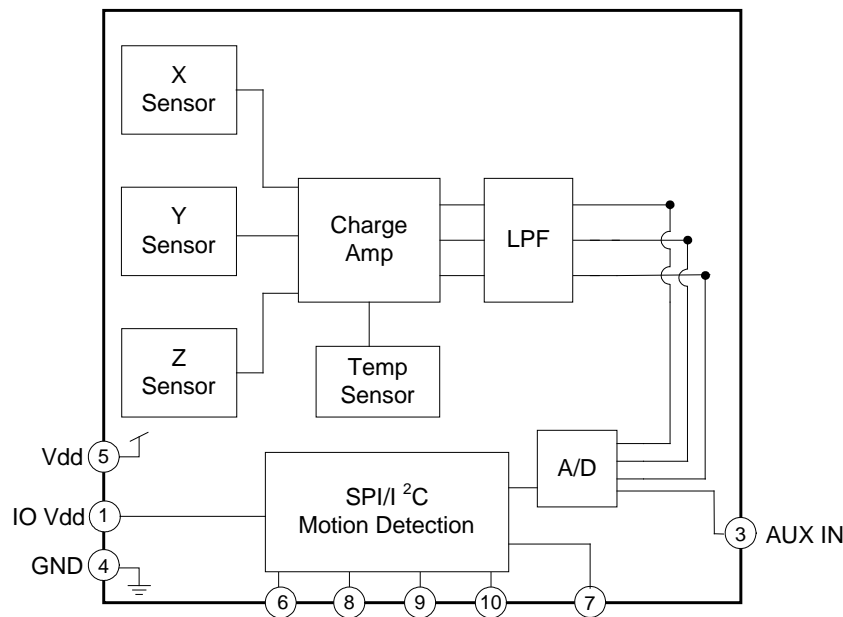 X
Sensor
Y
Sensor
Z
Sensor
Charge
Amp
LPF
Temp
Sensor
A/D
SPI/I ²C
Motion Detection
Vdd 5
IO Vdd 1
GND 4
3 AUX IN
6 8 9 10 7